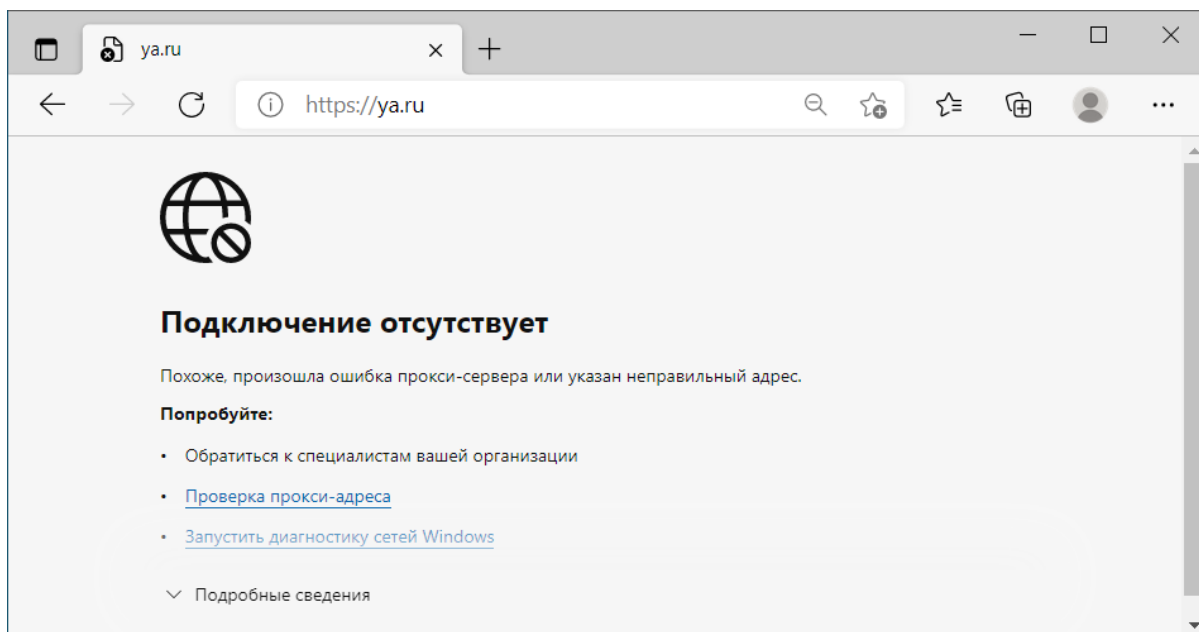 ya.ru
https://ya.ru
Подключение отсутствует
Похоже, произошла ошибка прокси-сервера или указан неправильный адрес.
Попробуйте:
• Обратиться к специалистам вашей организации
• Проверка прокси-адреса
• Запустить диагностику сетей Windows
Подробные сведения